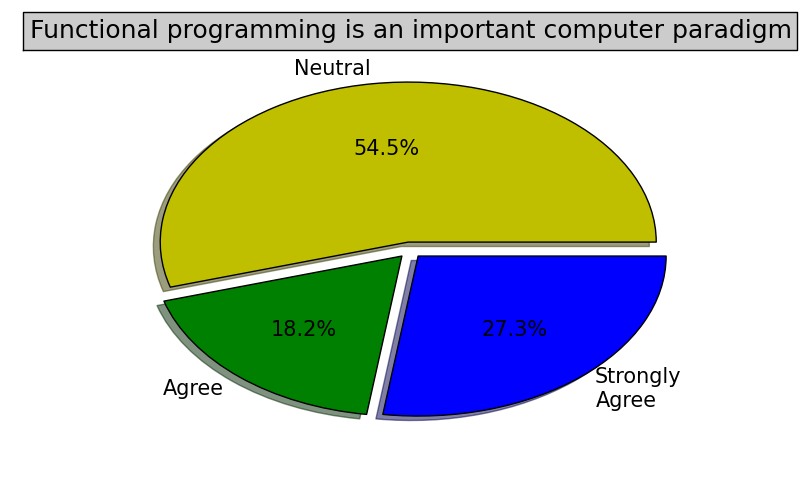 Functional programming is an important computer paradigm
Neutral
54.5%
18.2%
27.3%
Agree
Strongly
Agree